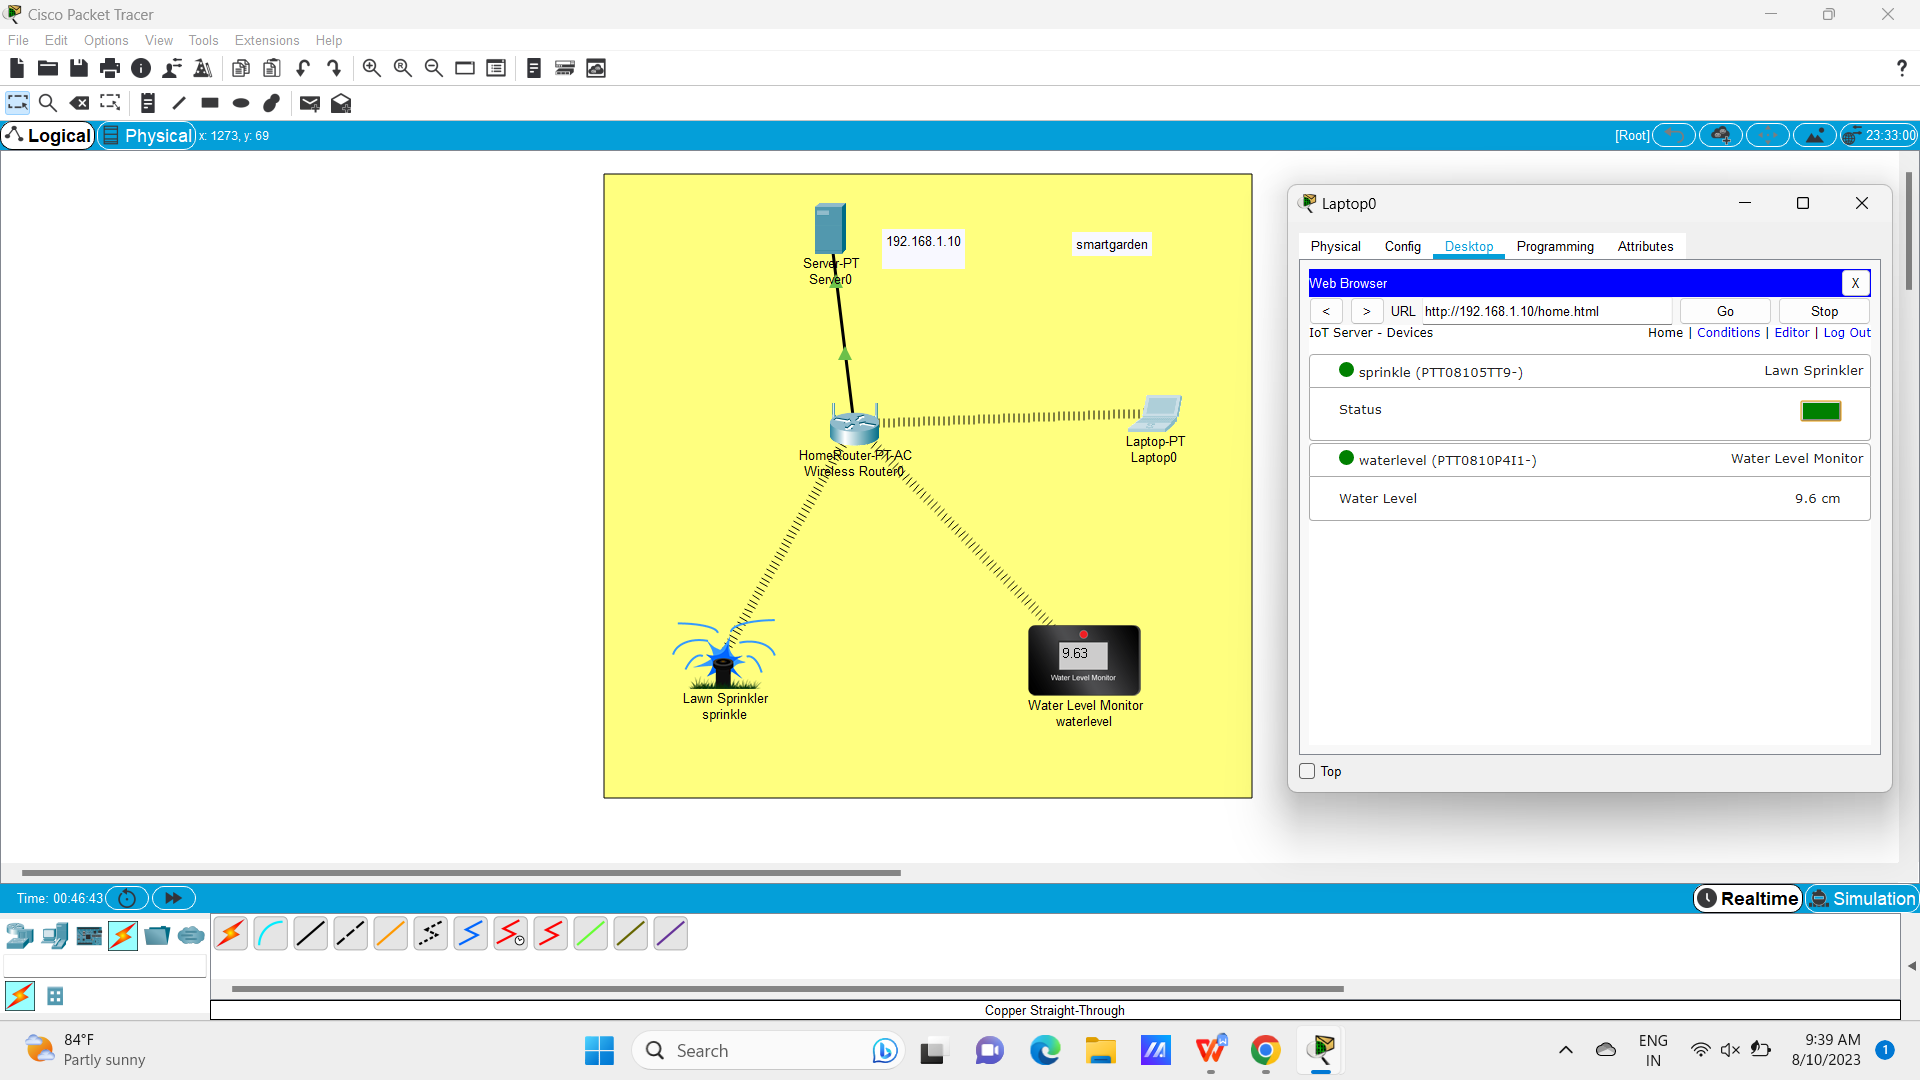 Cisco Packet Tracer
File Edit Options View Tools Extensions Help
?
Logical Physical x: 1273, y: 69 [Root] 23:33:00
Server-PT
Server0
192.168.1.10
smartgarden
HomeRouter-PT-AC
Wireless Router0
Laptop-PT
Laptop0
Lawn Sprinkler
sprinkle
9.63
Water Level Monitor
Water Level Monitor
waterlevel
Laptop0
Physical Config Desktop Programming Attributes
Web Browser X
< > URL http://192.168.1.10/home.html Go Stop
IoT Server - Devices Home | Conditions | Editor | Log Out
sprinkle (PTT08105TT9-) Lawn Sprinkler
Status
waterlevel (PTT0810P4I1-) Water Level Monitor
Water Level 9.6 cm
Top
Time: 00:46:43 Realtime Simulation
Copper Straight-Through
84°F
Partly sunny
Search
ENG
IN
9:39 AM
8/10/2023
1